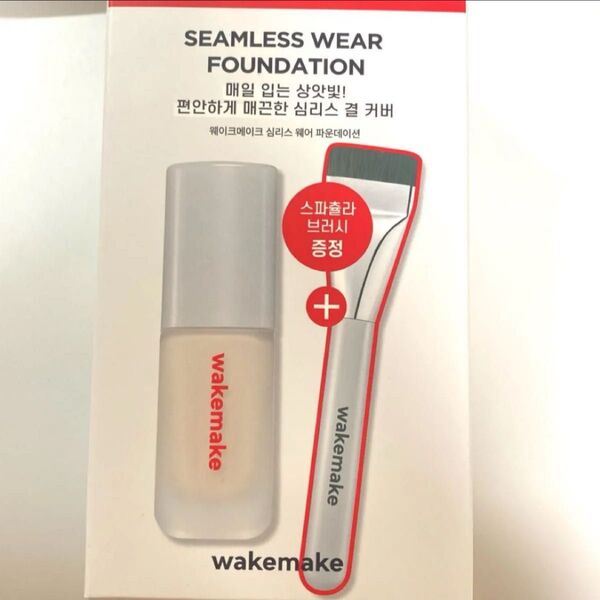 SEAMLESS WEAR
FOUNDATION
매일 입는 상앗빛!
편안하게 매끈한 심리스 결 커버
웨이크메이크 심리스 웨어 파운데이션
스파츌라
브러시
증정
+
wakemake
wakemake
wakemake